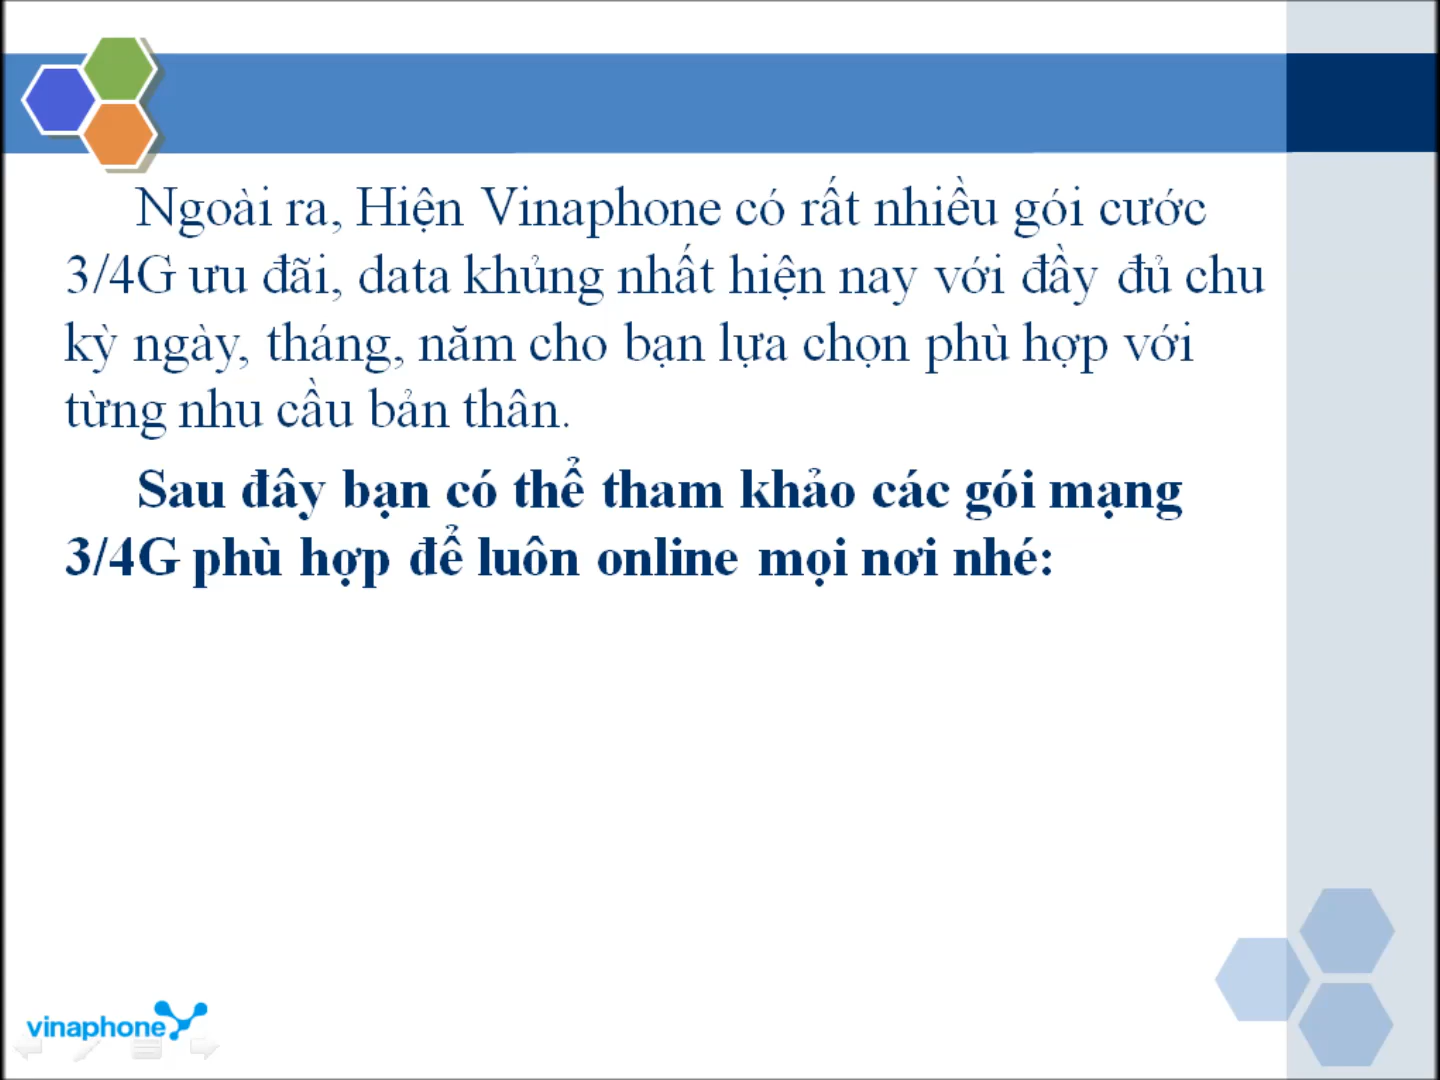 Ngoài ra, Hiện Vinaphone có rất nhiều gói cước
3/4G ưu đãi, data khủng nhất hiện nay với đầy đủ chu
kỳ ngày, tháng, năm cho bạn lựa chọn phù hợp với
từng nhu cầu bản thân.
Sau đây bạn có thể tham khảo các gói mạng
3/4G phù hợp để luôn online mọi nơi nhé:
vinaphone